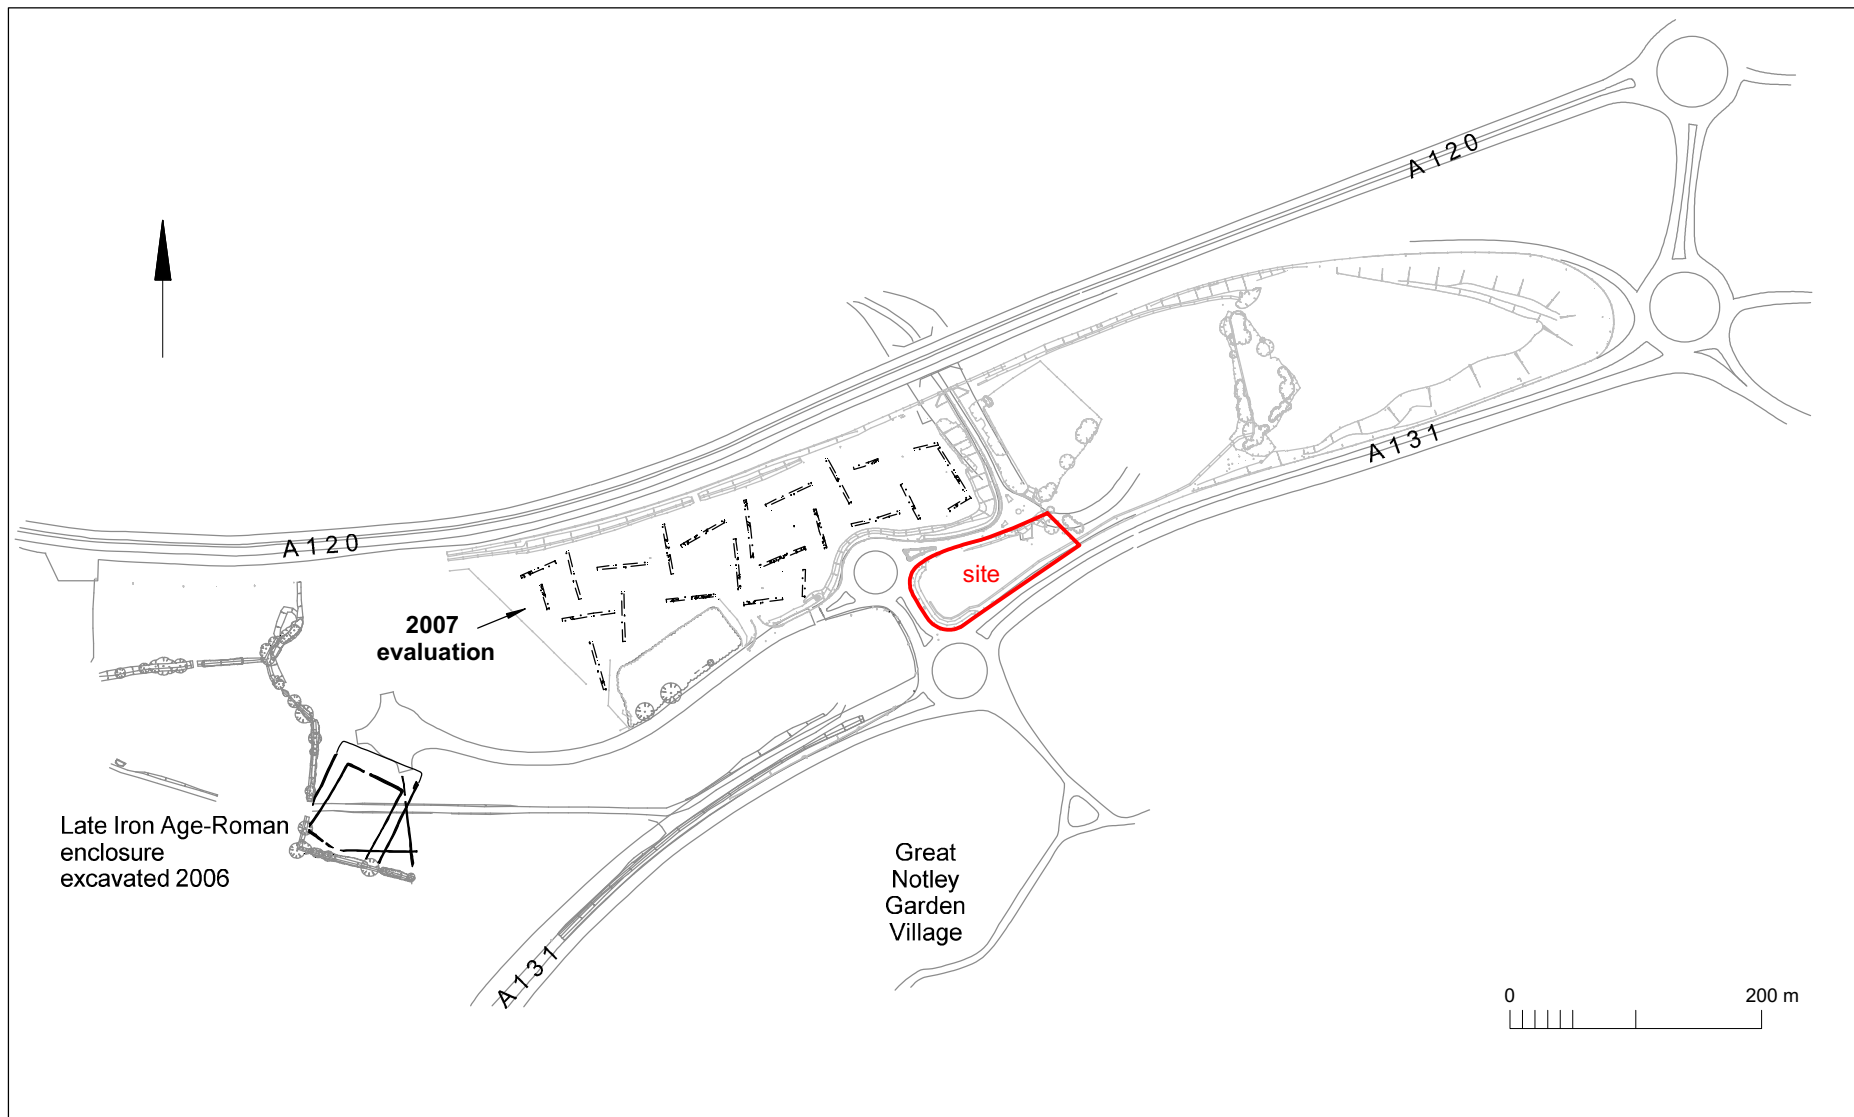 A120
A131
A120
site
2007
evaluation
Late Iron Age-Roman
enclosure
excavated 2006
Great
Notley
Garden
Village
A131
0 200 m